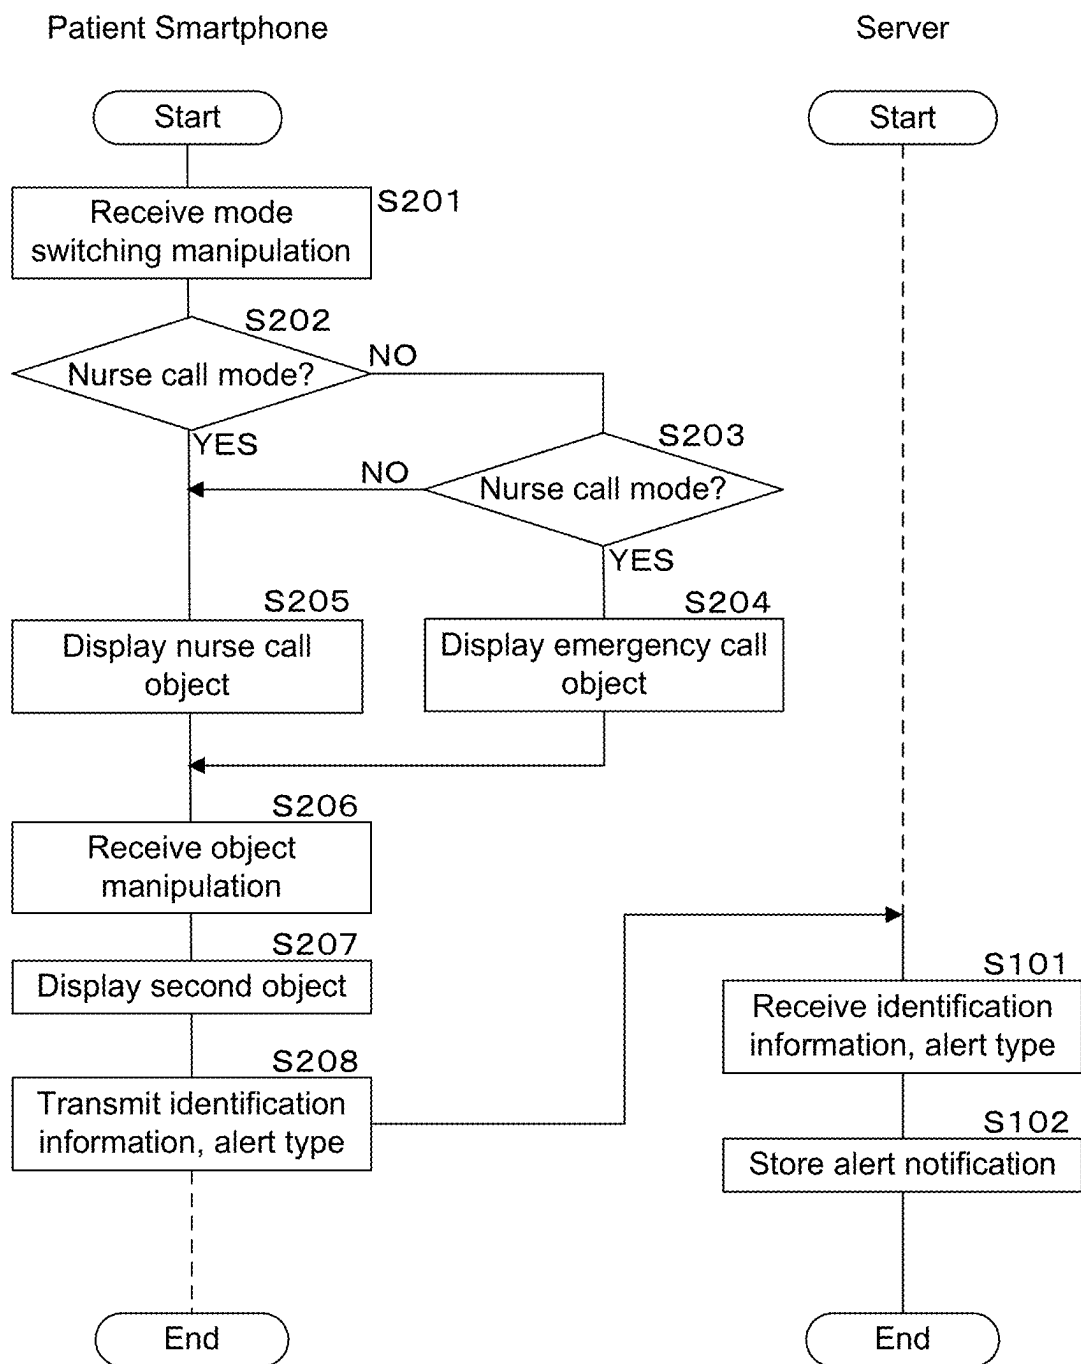 Patient Smartphone
Server
Start
Start
S201
Receive mode
switching manipulation
S202
Nurse call mode?
NO
YES
S203
Nurse call mode?
NO
YES
S205
Display nurse call
object
S204
Display emergency call
object
S206
Receive object
manipulation
S207
Display second object
S208
Transmit identification
information, alert type
S101
Receive identification
information, alert type
S102
Store alert notification
End
End